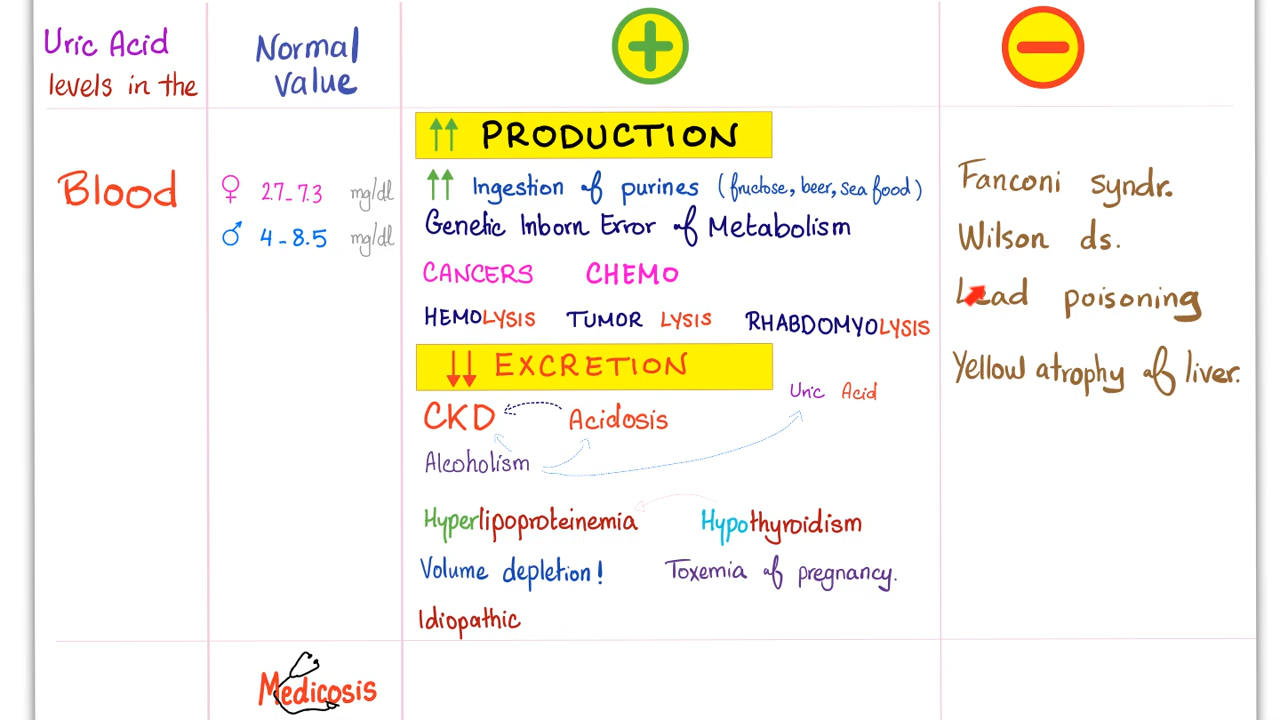 Uric Acid
levels in the
Normal
Value
+
−
Blood
♀ 2.7-7.3 mg/dl
♂ 4-8.5 mg/dl
↑↑ PRODUCTION
↑↑ Ingestion of purines (fructose, beer, sea food)
Genetic Inborn Error of Metabolism
CANCERS CHEMO
HEMOLYSIS TUMOR LYSIS RHABDOMYOLYSIS
↓↓ EXCRETION
Uric Acid
CKD Acidosis
Alcoholism
Hyperlipoproteinemia Hypothyroidism
Volume depletion! Toxemia of pregnancy.
Idiopathic
Fanconi syndr.
Wilson ds.
Lead poisoning
Yellow atrophy of liver.
Medicosis